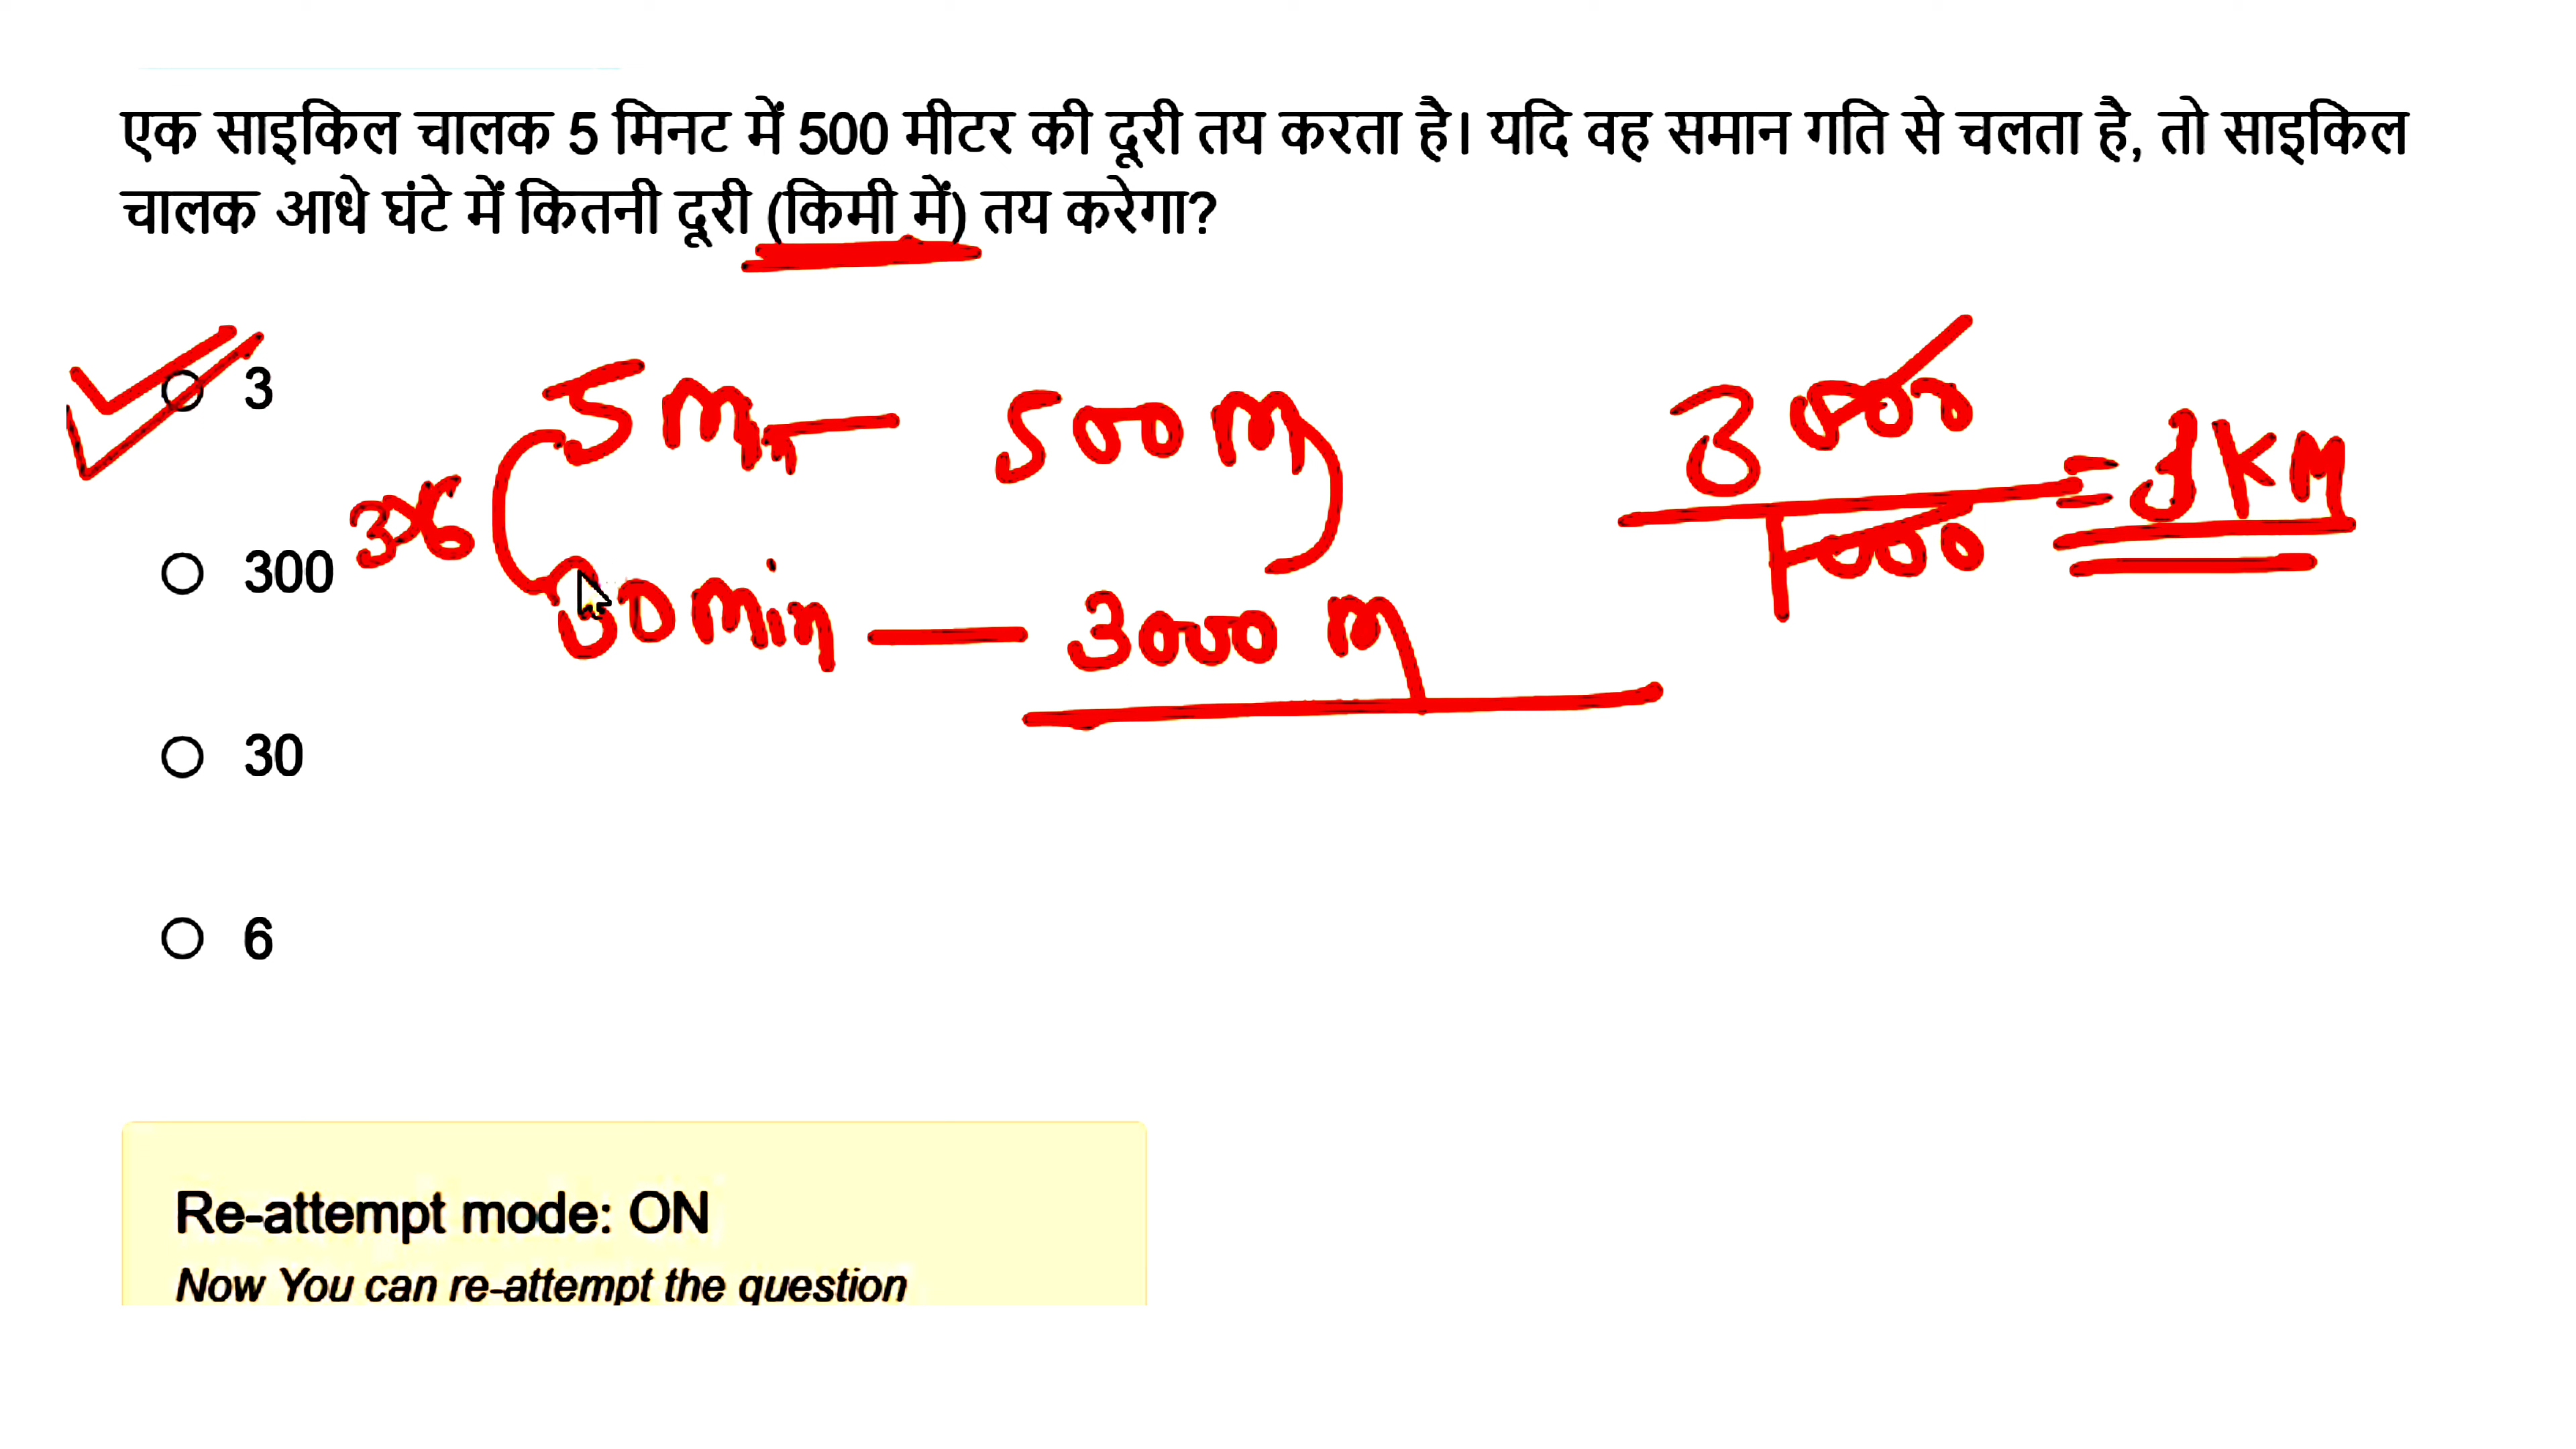 एक साइकिल चालक 5 मिनट में 500 मीटर की दूरी तय करता है। यदि वह समान गति से चलता है, तो साइकिल
चालक आधे घंटे में कितनी दूरी (किमी में) तय करेगा?
3
5 min — 500 m
3000
1000
= 3 KM
300
30 min — 3000 m
30
6
Re-attempt mode: ON
Now You can re-attempt the question